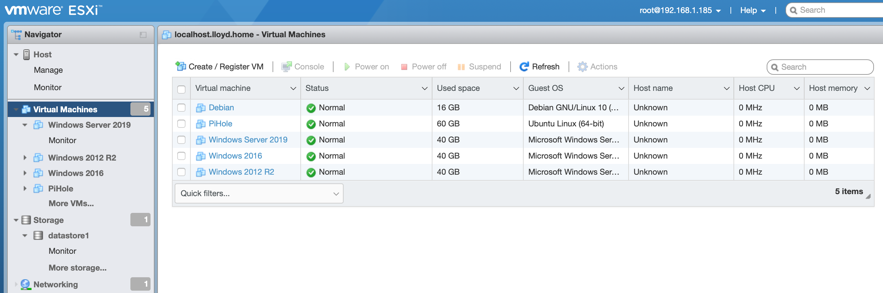 vmware ESXi™
root@192.168.1.185
Help
Search
Navigator
localhost.lloyd.home - Virtual Machines
Host
Manage
Monitor
Virtual Machines 5
Windows Server 2019
Monitor
Windows 2012 R2
Windows 2016
PiHole
More VMs...
Storage 1
datastore1
Monitor
More storage...
Networking 1
Create / Register VM
Console
Power on
Power off
Suspend
Refresh
Actions
Search
Virtual machine Status Used space Guest OS Host name Host CPU Host memory
Debian Normal 16 GB Debian GNU/Linux 10 (... Unknown 0 MHz 0 MB
PiHole Normal 60 GB Ubuntu Linux (64-bit) Unknown 0 MHz 0 MB
Windows Server 2019 Normal 40 GB Microsoft Windows Ser... Unknown 0 MHz 0 MB
Windows 2016 Normal 40 GB Microsoft Windows Ser... Unknown 0 MHz 0 MB
Windows 2012 R2 Normal 40 GB Microsoft Windows Ser... Unknown 0 MHz 0 MB
Quick filters...
5 items